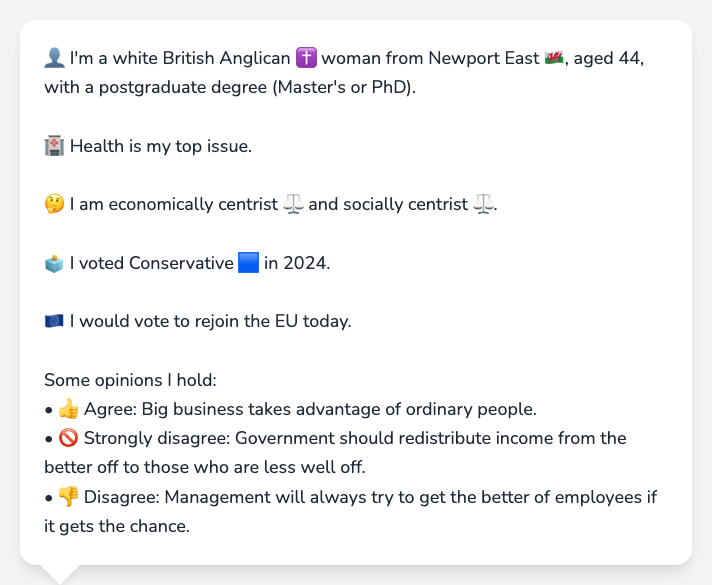 👤 I'm a white British Anglican ✝️ woman from Newport East 🏴󠁧󠁢󠁷󠁬󠁳󠁿, aged 44,
with a postgraduate degree (Master's or PhD).
🏥 Health is my top issue.
🤔 I am economically centrist ⚖️ and socially centrist ⚖️.
🗳️ I voted Conservative 🟦 in 2024.
🇪🇺 I would vote to rejoin the EU today.
Some opinions I hold:
• 👍 Agree: Big business takes advantage of ordinary people.
• 🚫 Strongly disagree: Government should redistribute income from the
better off to those who are less well off.
• 👎 Disagree: Management will always try to get the better of employees if
it gets the chance.